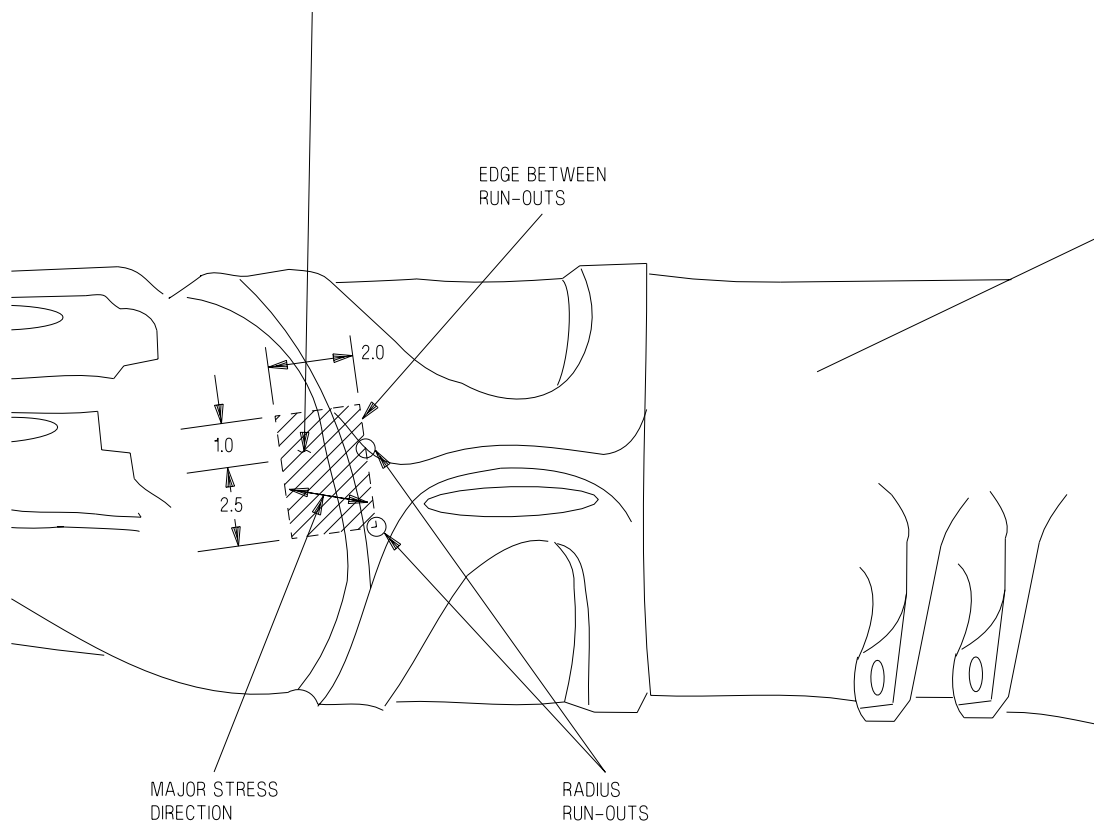 EDGE BETWEEN
RUN-OUTS
2.0
1.0
2.5
MAJOR STRESS
DIRECTION
RADIUS
RUN-OUTS